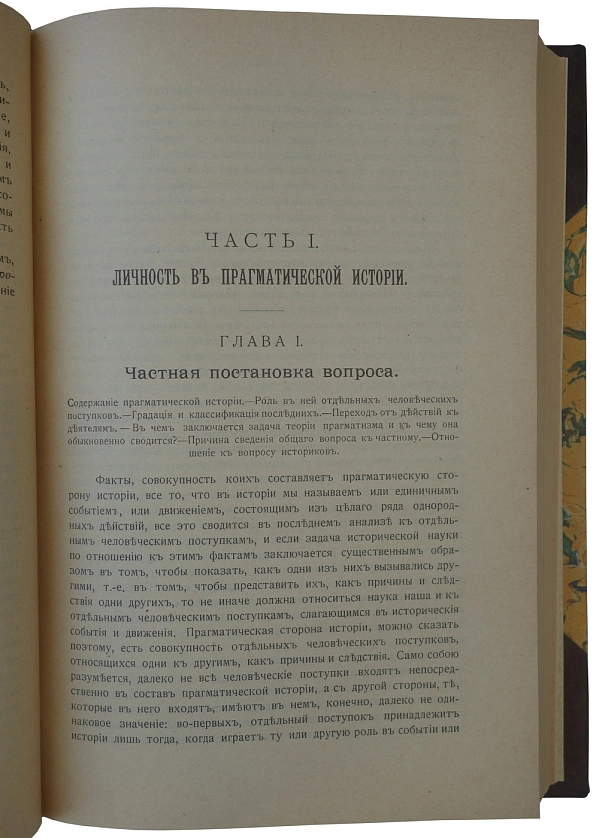 ь,
и-
е,
и
ія,
и
мъ
со-
мы
сть
мъ,
ро-
ніе
ЧАСТЬ I.
ЛИЧНОСТЬ ВЪ ПРАГМАТИЧЕСКОЙ ИСТОРІИ.
ГЛАВА I.
Частная постановка вопроса.
Содержаніе прагматической исторіи.—Роль въ ней отдѣльныхъ человѣческихъ
поступковъ.—Градація и классификація послѣднихъ.—Переходъ отъ дѣйствій къ
дѣятелямъ.—Въ чемъ заключается задача теоріи прагматизма и къ чему она
обыкновенно сводится?—Причина сведенія общаго вопроса къ частному.—Отно-
шеніе къ вопросу историковъ.
Факты, совокупность коихъ составляетъ прагматическую сто-
рону исторіи, все то, что въ исторіи мы называемъ или единичнымъ
событіемъ, или движеніемъ, состоящимъ изъ цѣлаго ряда однород-
ныхъ дѣйствій, все это сводится въ послѣднемъ анализѣ къ отдѣль-
нымъ человѣческимъ поступкамъ, и если задача исторической науки
по отношенію къ этимъ фактамъ заключается существеннымъ обра-
зомъ въ томъ, чтобы показать, какъ одни изъ нихъ вызывались дру-
гими, т.-е. въ томъ, чтобы представить ихъ, какъ причины и слѣд-
ствія одни другихъ, то не иначе должна относиться наука наша и къ
отдѣльнымъ человѣческимъ поступкамъ, слагающимся въ историческія
событія и движенія. Прагматическая сторона исторіи, можно сказать
поэтому, есть совокупность отдѣльныхъ человѣческихъ поступковъ,
относящихся одни къ другимъ, какъ причины и слѣдствія. Само собою
разумѣется, далеко не всѣ человѣческіе поступки входятъ непосред-
ственно въ составъ прагматической исторіи, а съ другой стороны, тѣ,
которые въ него входятъ, имѣютъ въ немъ, конечно, далеко не оди-
наковое значеніе: во-первыхъ, отдѣльный поступокъ принадлежитъ
исторіи лишь тогда, когда играетъ ту или другую роль въ событіи или